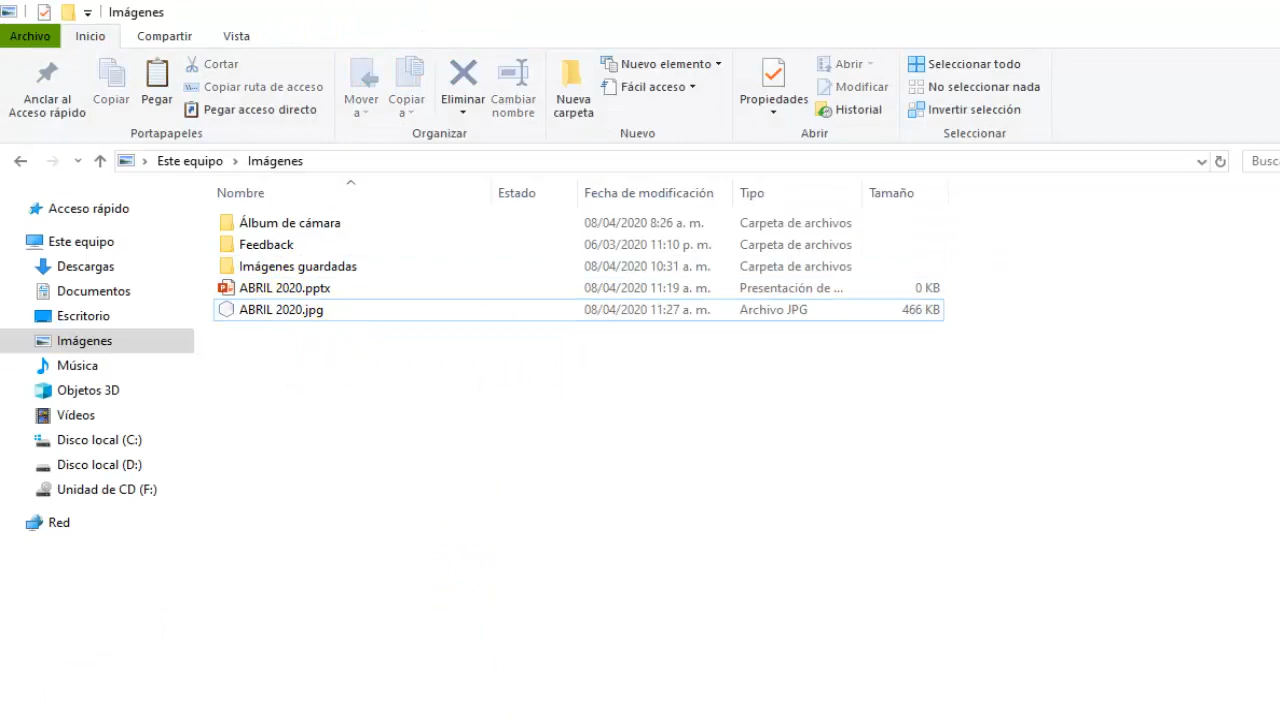 Imágenes
Archivo Inicio Compartir Vista
Anclar al Acceso rápido
Copiar
Pegar
Cortar
Copiar ruta de acceso
Pegar acceso directo
Portapapeles
Mover a
Copiar a
Eliminar
Cambiar nombre
Organizar
Nueva carpeta
Nuevo elemento
Fácil acceso
Nuevo
Propiedades
Abrir
Modificar
Historial
Abrir
Seleccionar todo
No seleccionar nada
Invertir selección
Seleccionar
Este equipo > Imágenes
Busc
Acceso rápido
Este equipo
Descargas
Documentos
Escritorio
Imágenes
Música
Objetos 3D
Vídeos
Disco local (C:)
Disco local (D:)
Unidad de CD (F:)
Red
Nombre Estado Fecha de modificación Tipo Tamaño
Álbum de cámara 08/04/2020 8:26 a. m. Carpeta de archivos
Feedback 06/03/2020 11:10 p. m. Carpeta de archivos
Imágenes guardadas 08/04/2020 10:31 a. m. Carpeta de archivos
ABRIL 2020.pptx 08/04/2020 11:19 a. m. Presentación de ... 0 KB
ABRIL 2020.jpg 08/04/2020 11:27 a. m. Archivo JPG 466 KB